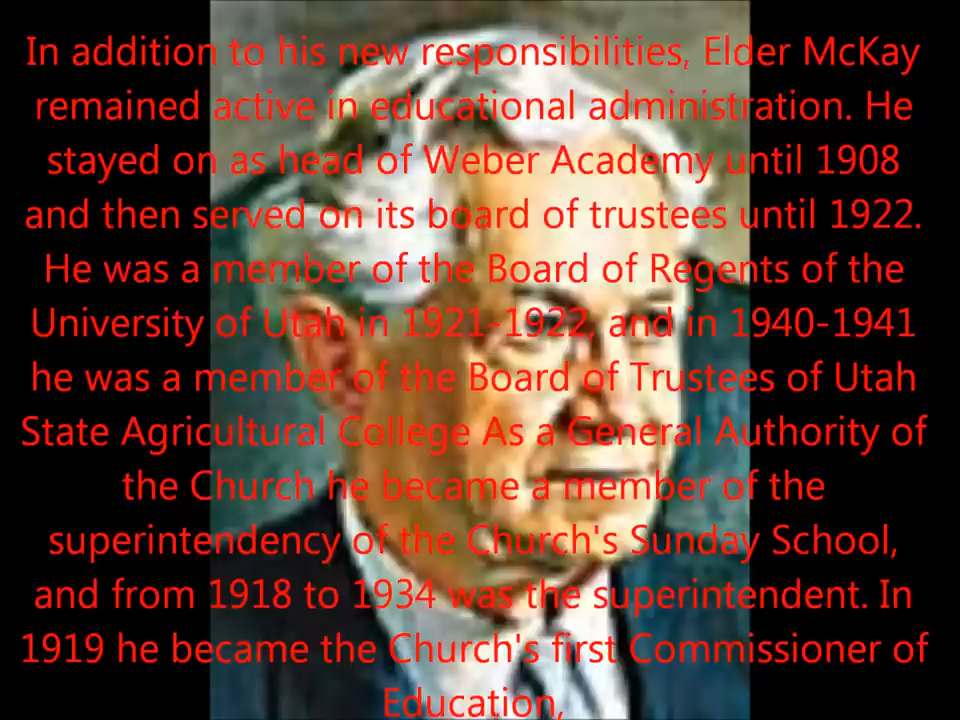 In addition to his new responsibilities, Elder McKay
remained active in educational administration. He
stayed on as head of Weber Academy until 1908
and then served on its board of trustees until 1922.
He was a member of the Board of Regents of the
University of Utah in 1921-1922, and in 1940-1941
he was a member of the Board of Trustees of Utah
State Agricultural College As a General Authority of
the Church he became a member of the
superintendency of the Church's Sunday School,
and from 1918 to 1934 was the superintendent. In
1919 he became the Church's first Commissioner of
Education,